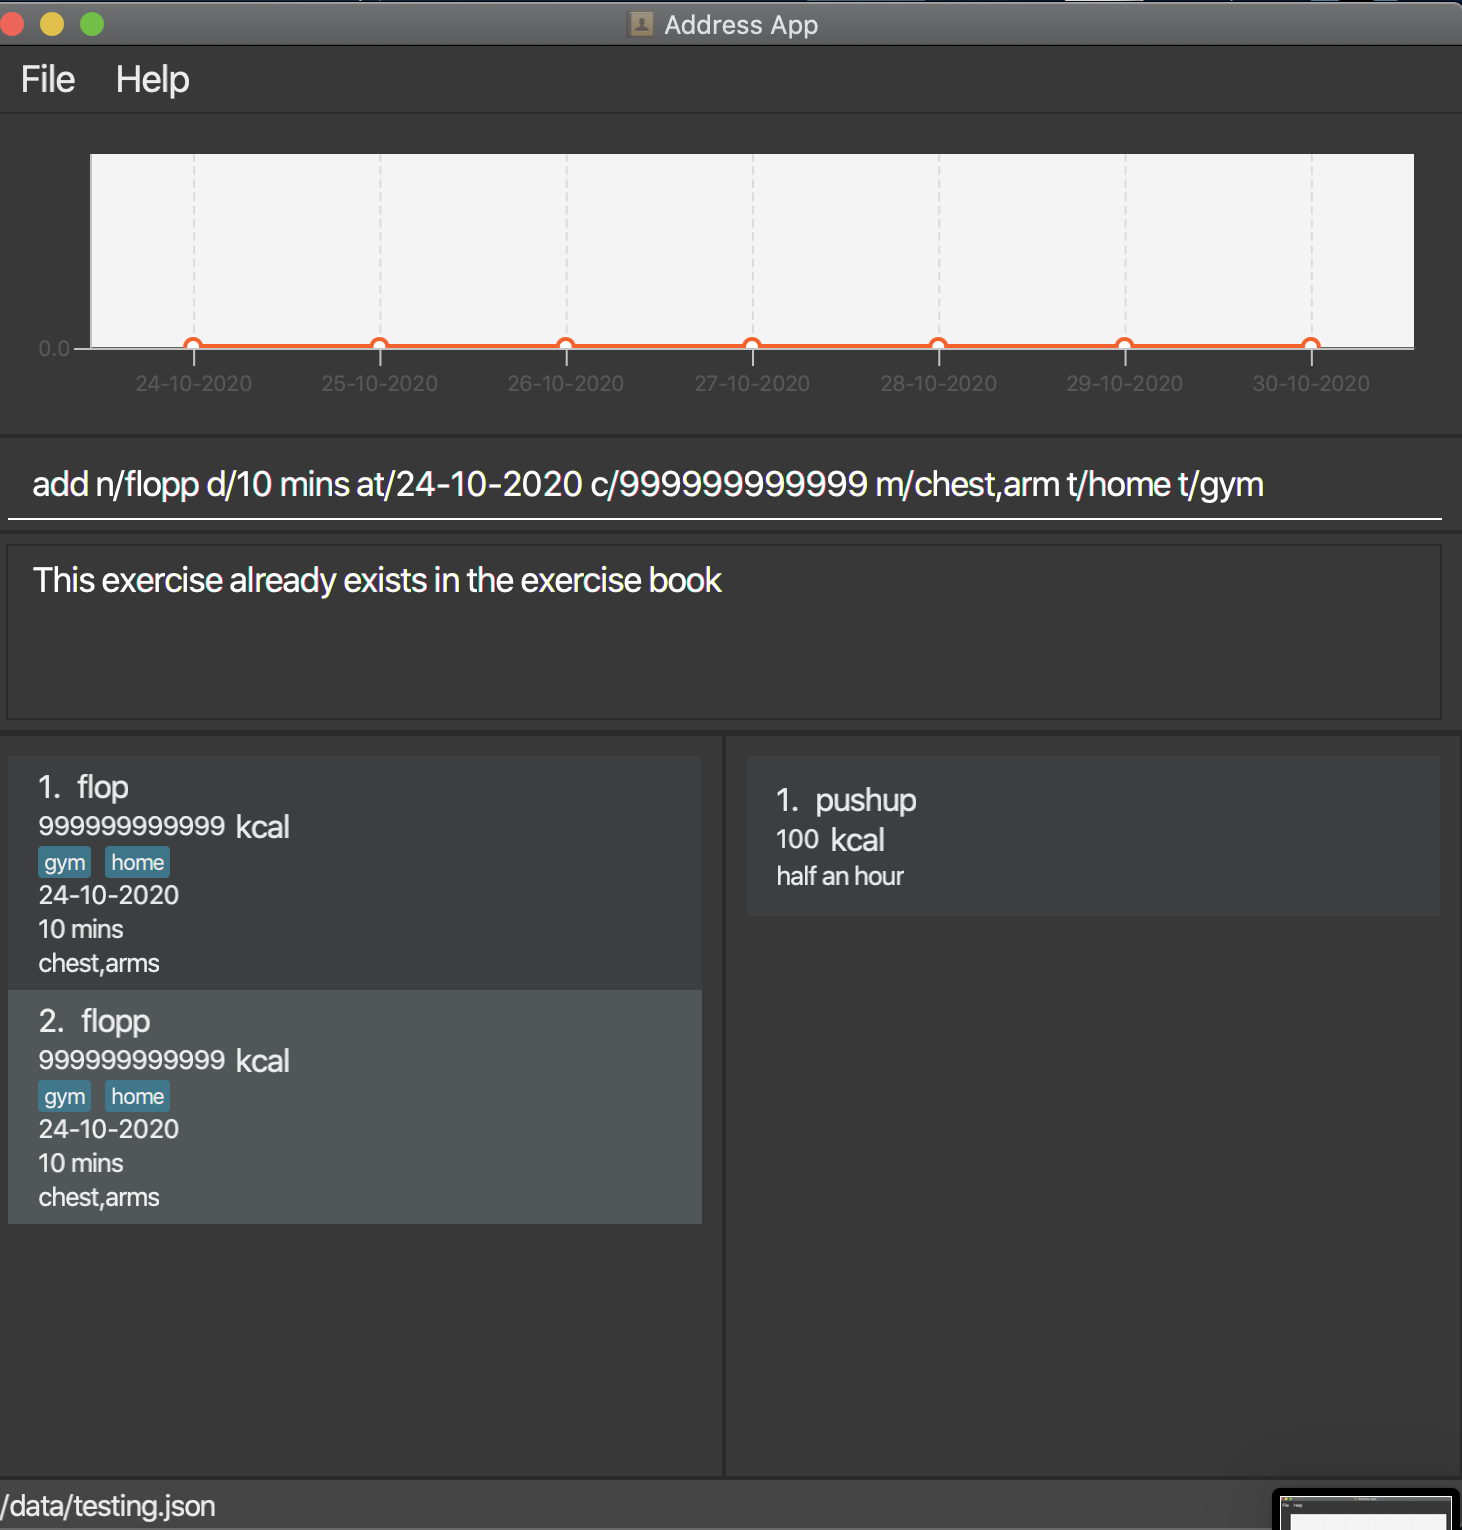 Address App
File Help
0.0
24-10-2020 25-10-2020 26-10-2020 27-10-2020 28-10-2020 29-10-2020 30-10-2020
add n/flopp d/10 mins at/24-10-2020 c/999999999999 m/chest,arm t/home t/gym
This exercise already exists in the exercise book
1. flop
999999999999 kcal
gym home
24-10-2020
10 mins
chest,arms
2. flopp
999999999999 kcal
gym home
24-10-2020
10 mins
chest,arms
1. pushup
100 kcal
half an hour
/data/testing.json